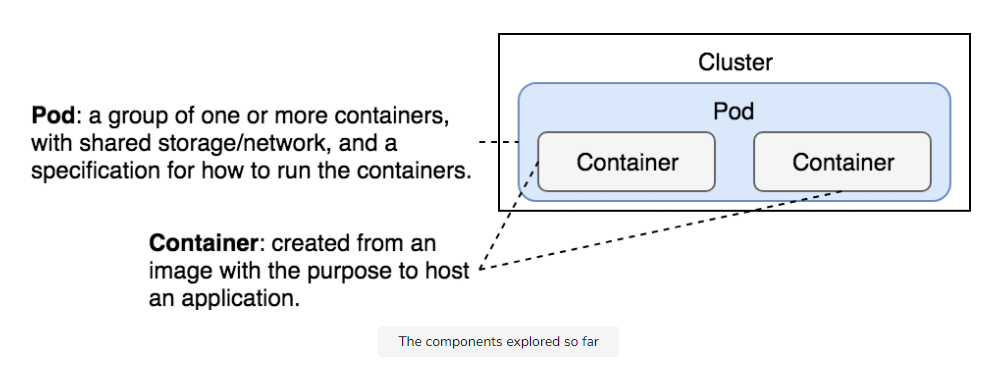 Cluster
Pod
Container
Container
Pod: a group of one or more containers,
with shared storage/network, and a
specification for how to run the containers.
Container: created from an
image with the purpose to host
an application.
The components explored so far